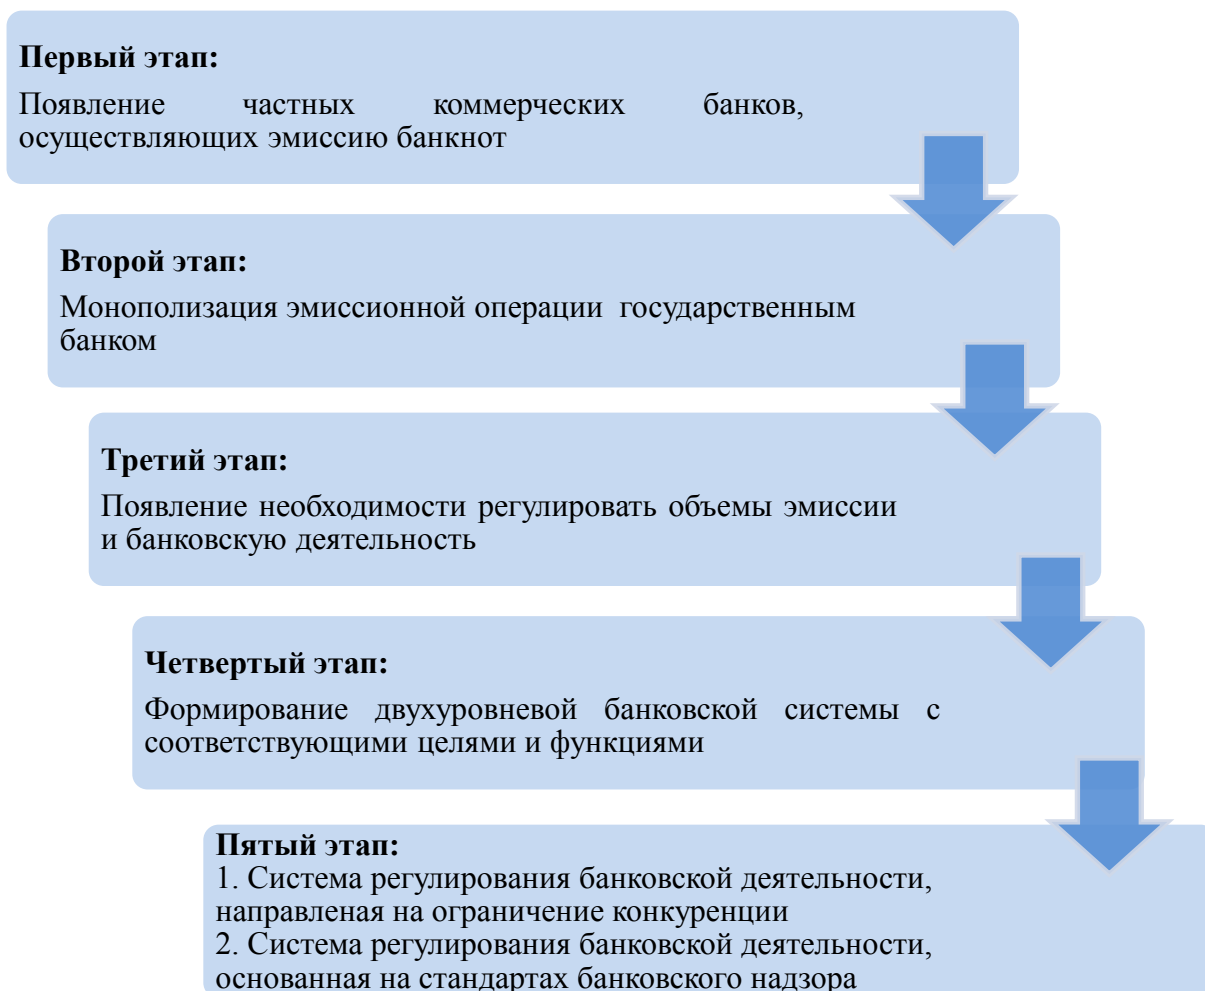 Первый этап:
Появление частных коммерческих банков,
осуществляющих эмиссию банкнот
Второй этап:
Монополизация эмиссионной операции государственным
банком
Третий этап:
Появление необходимости регулировать объемы эмиссии
и банковскую деятельность
Четвертый этап:
Формирование двухуровневой банковской системы с
соответствующими целями и функциями
Пятый этап:
1. Система регулирования банковской деятельности,
направленая на ограничение конкуренции
2. Система регулирования банковской деятельности,
основанная на стандартах банковского надзора